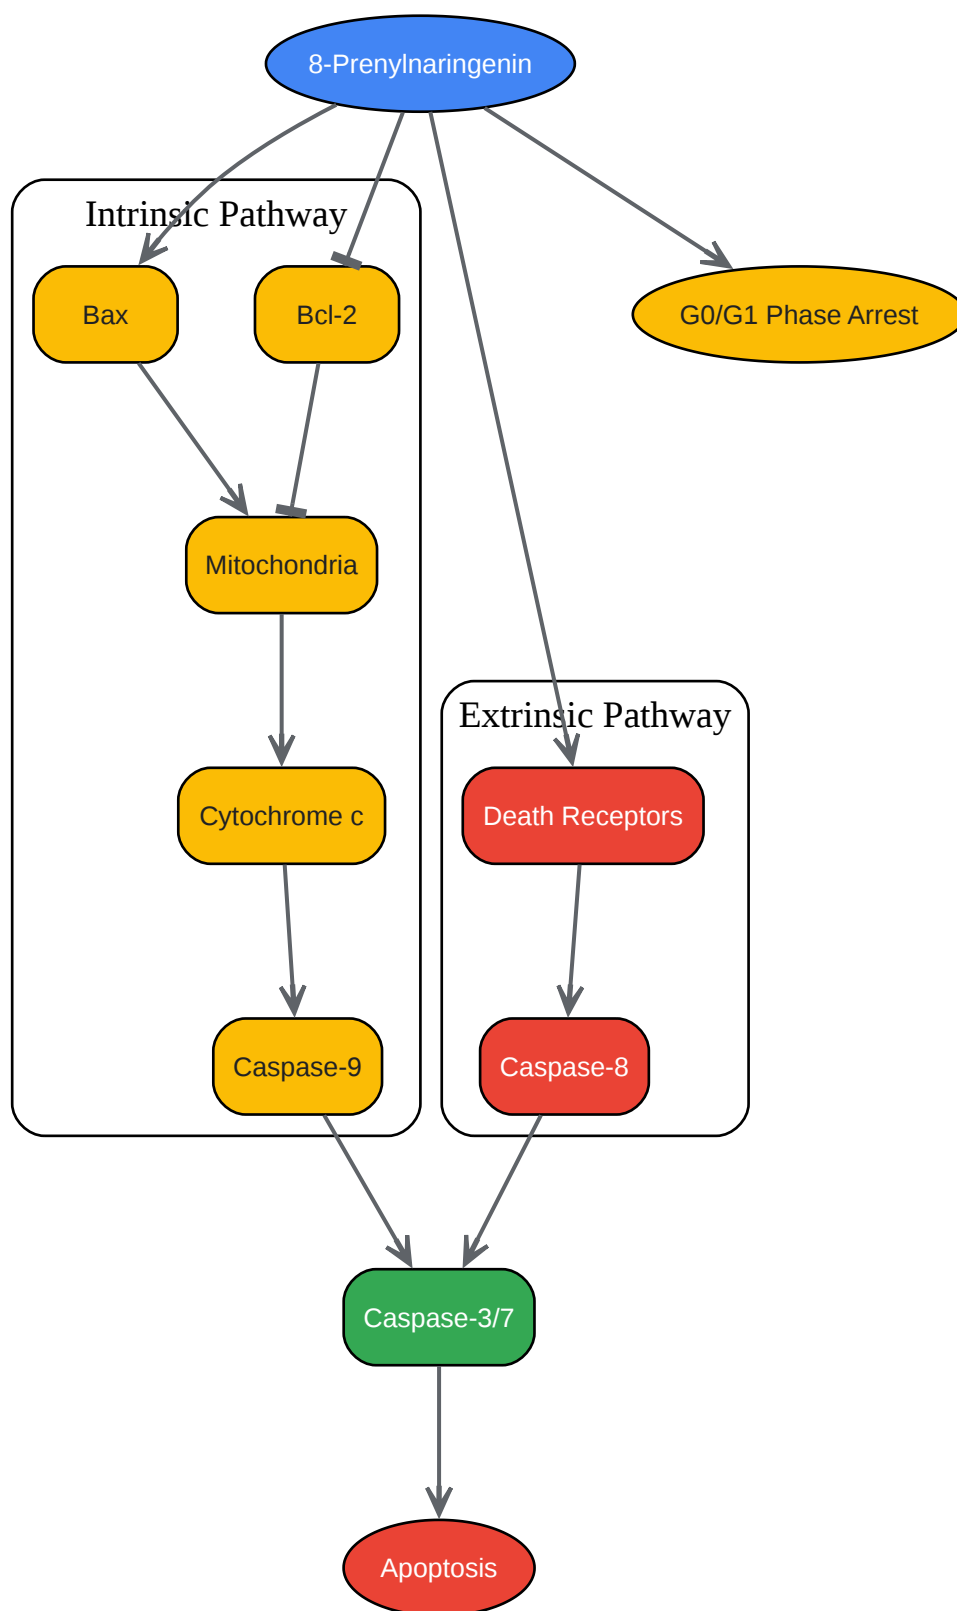 8-Prenylnaringenin
Intrinsic Pathway
Bax
Bcl-2
G0/G1 Phase Arrest
Mitochondria
Extrinsic Pathway
Cytochrome c
Death Receptors
Caspase-9
Caspase-8
Caspase-3/7
Apoptosis